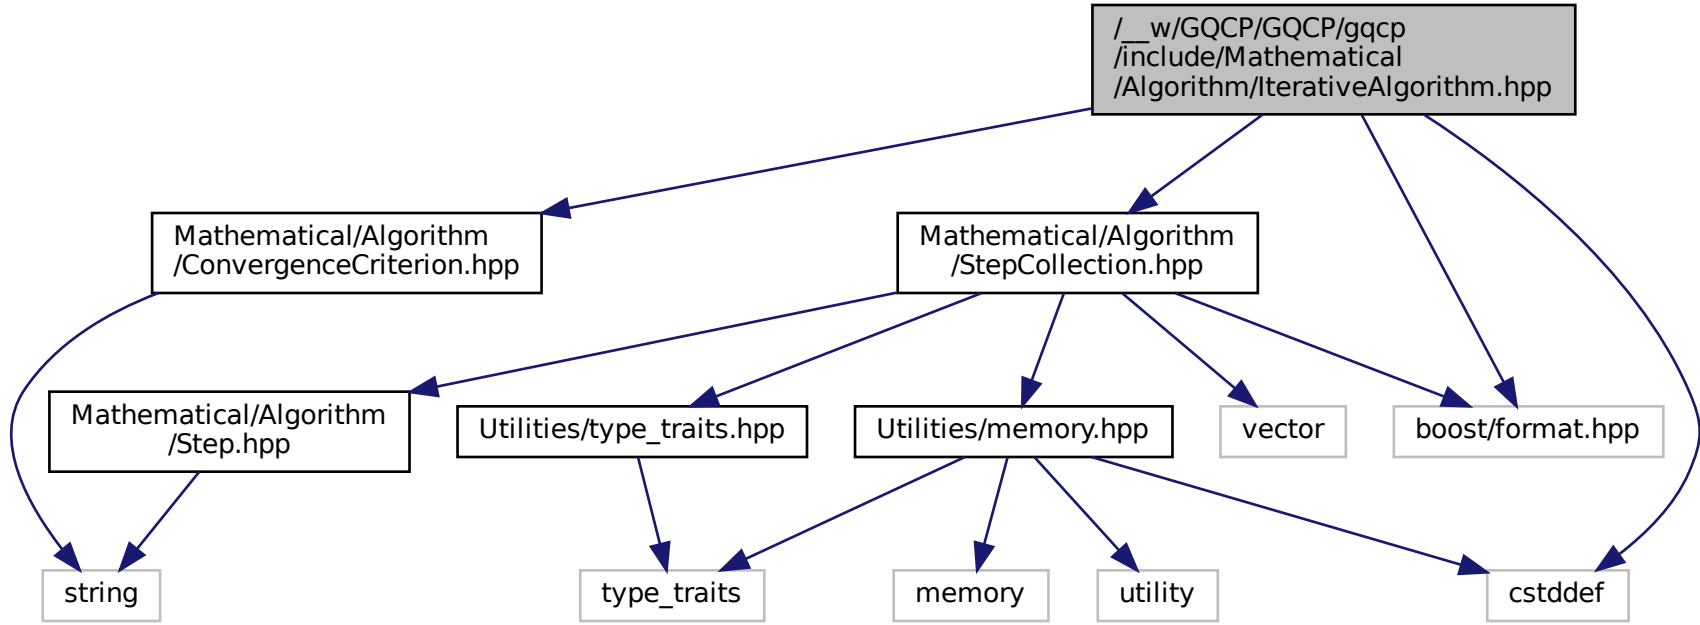 /__w/GQCP/GQCP/gqcp
/include/Mathematical
/Algorithm/IterativeAlgorithm.hpp
Mathematical/Algorithm
/ConvergenceCriterion.hpp
Mathematical/Algorithm
/StepCollection.hpp
Mathematical/Algorithm
/Step.hpp
Utilities/type_traits.hpp
Utilities/memory.hpp
vector
boost/format.hpp
string
type_traits
memory
utility
cstddef